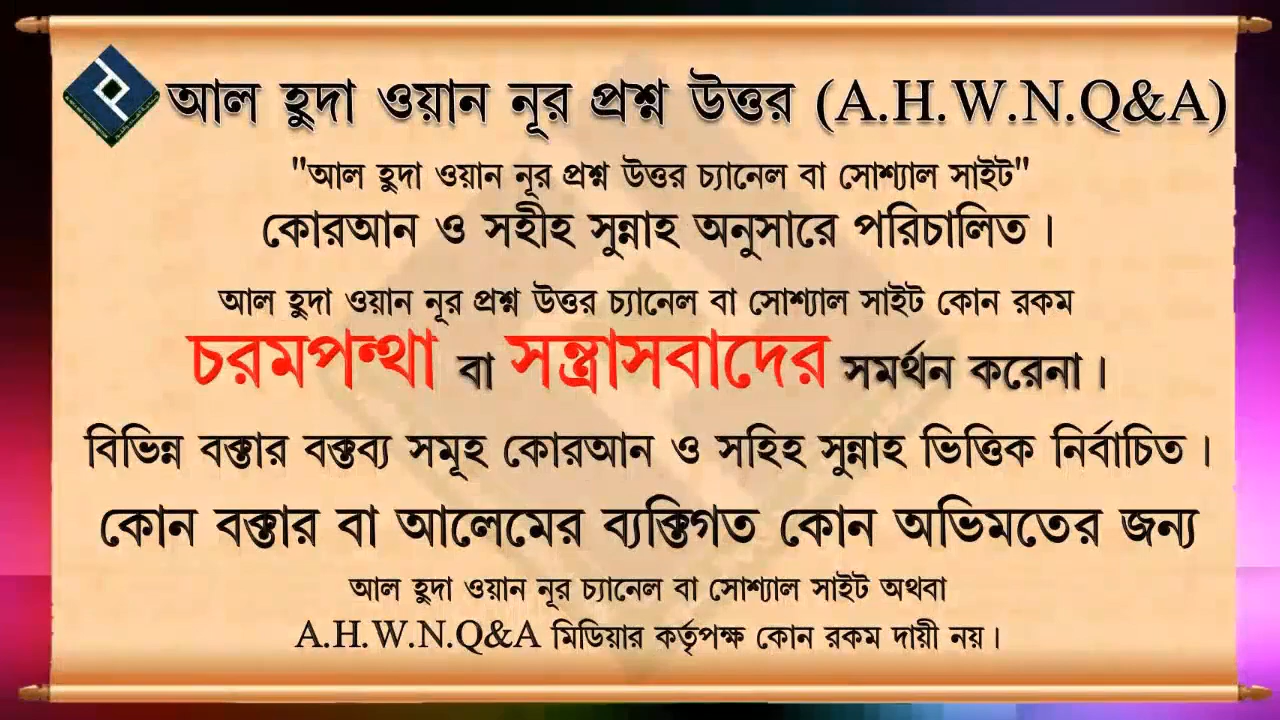 আল হুদা ওয়ান নূর প্রশ্ন উত্তর (A.H.W.N.Q&A)
"আল হুদা ওয়ান নূর প্রশ্ন উত্তর চ্যানেল বা সোশ্যাল সাইট"
কোরআন ও সহীহ সুন্নাহ অনুসারে পরিচালিত।
আল হুদা ওয়ান নূর প্রশ্ন উত্তর চ্যানেল বা সোশ্যাল সাইট কোন রকম
চরমপন্থা বা সন্ত্রাসবাদের সমর্থন করেনা।
বিভিন্ন বক্তার বক্তব্য সমূহ কোরআন ও সহিহ সুন্নাহ ভিত্তিক নির্বাচিত।
কোন বক্তার বা আলেমের ব্যক্তিগত কোন অভিমতের জন্য
আল হুদা ওয়ান নূর চ্যানেল বা সোশ্যাল সাইট অথবা
A.H.W.N.Q&A মিডিয়ার কর্তৃপক্ষ কোন রকম দায়ী নয়।